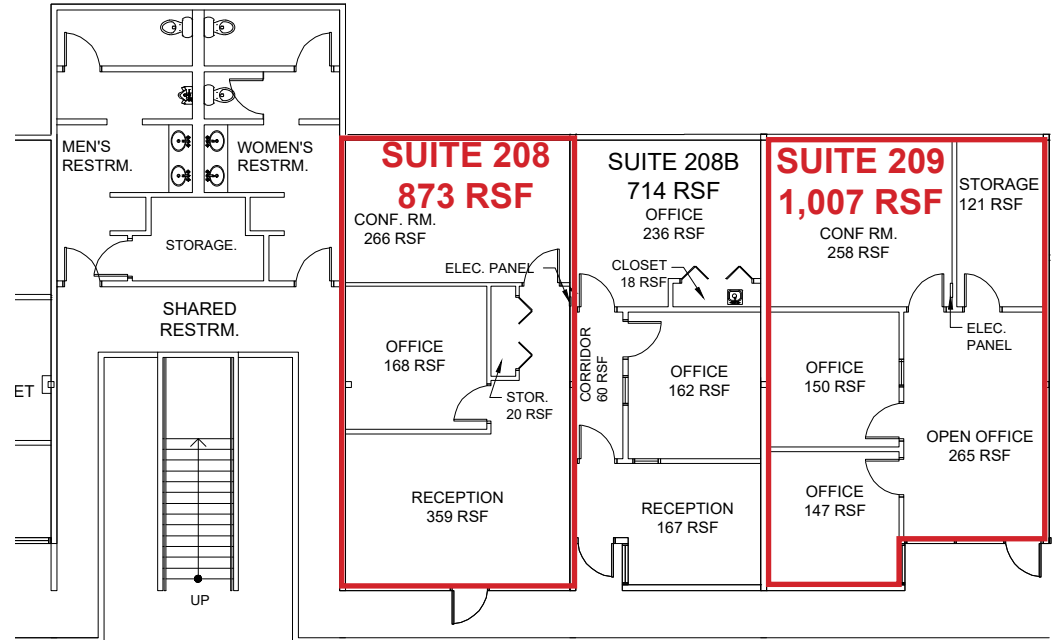 MEN'S
RESTRM.
WOMEN'S
RESTRM.
STORAGE.
SHARED
RESTRM.
ET
UP
SUITE 208
873 RSF
CONF. RM.
266 RSF
ELEC. PANEL
OFFICE
168 RSF
STOR.
20 RSF
RECEPTION
359 RSF
SUITE 208B
714 RSF
OFFICE
236 RSF
CLOSET
18 RSF
CORRIDOR
60 RSF
OFFICE
162 RSF
RECEPTION
167 RSF
SUITE 209
1,007 RSF
CONF RM.
258 RSF
STORAGE
121 RSF
ELEC.
PANEL
OFFICE
150 RSF
OPEN OFFICE
265 RSF
OFFICE
147 RSF